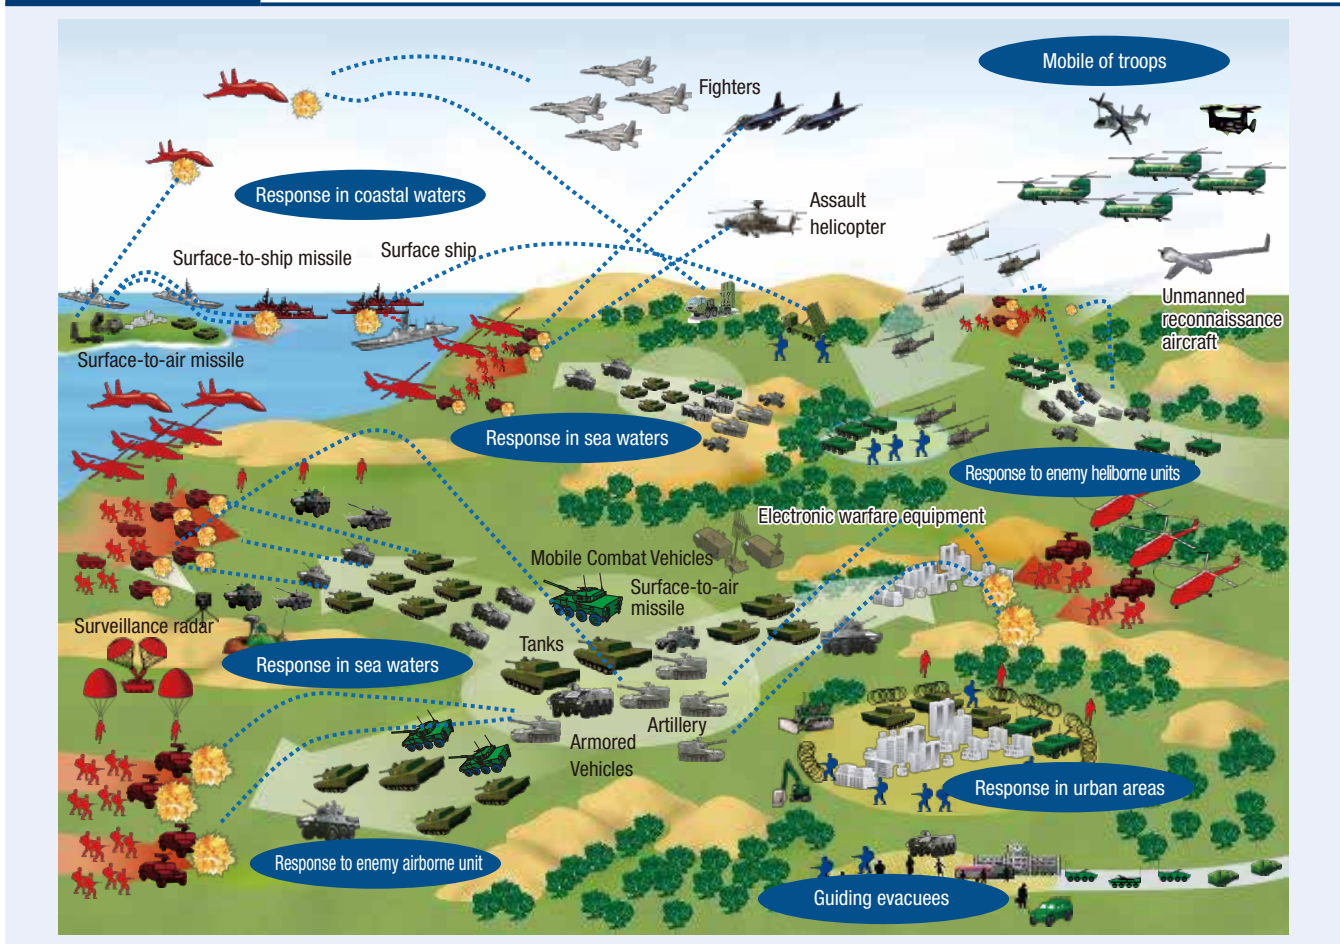 Mobile of troops
Fighters
Response in coastal waters
Assault
helicopter
Surface ship
Surface-to-ship missile
Unmanned
reconnaissance
aircraft
Surface-to-air missile
Response in sea waters
Response to enemy heliborne units
Electronic warfare equipment
Mobile Combat Vehicles
Surface-to-air
missile
Surveillance radar
Tanks
Response in sea waters
Artillery
Armored
Vehicles
Response in urban areas
Response to enemy airborne unit
Guiding evacuees